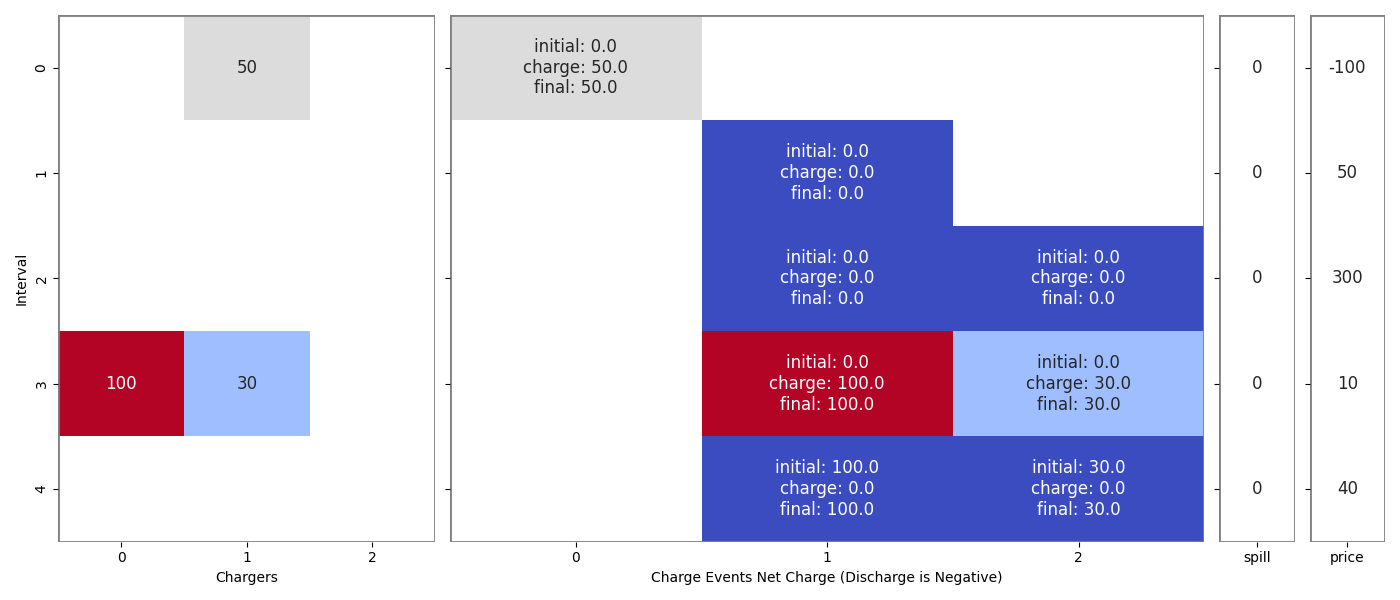 50
initial: 0.0
charge: 50.0
final: 50.0
0
-100
0
initial: 0.0
charge: 0.0
final: 0.0
0
50
1
initial: 0.0
charge: 0.0
final: 0.0
initial: 0.0
charge: 0.0
final: 0.0
0
300
2
Interval
100
30
initial: 0.0
charge: 100.0
final: 100.0
initial: 0.0
charge: 30.0
final: 30.0
0
10
3
initial: 100.0
charge: 0.0
final: 100.0
initial: 30.0
charge: 0.0
final: 30.0
0
40
4
0
1
2
Chargers
0
1
2
Charge Events Net Charge (Discharge is Negative)
spill
price